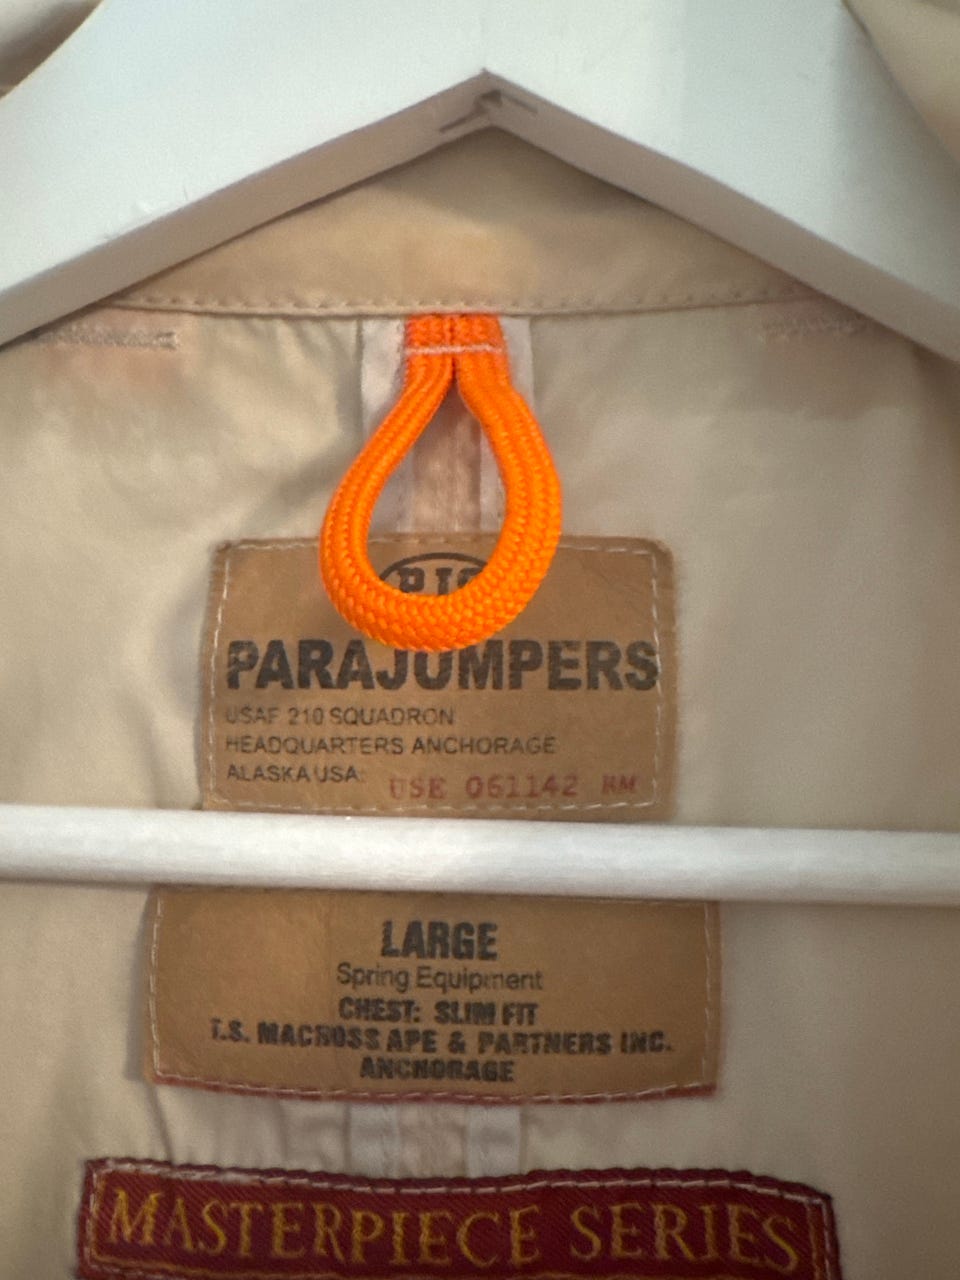 PJS
PARAJUMPERS
USAF 210 SQUADRON
HEADQUARTERS ANCHORAGE
ALASKA USA: USE 061142 RM
LARGE
Spring Equipment
CHEST: SLIM FIT
T.S. MACROSS APE & PARTNERS INC.
ANCHORAGE
MASTERPIECE SERIES